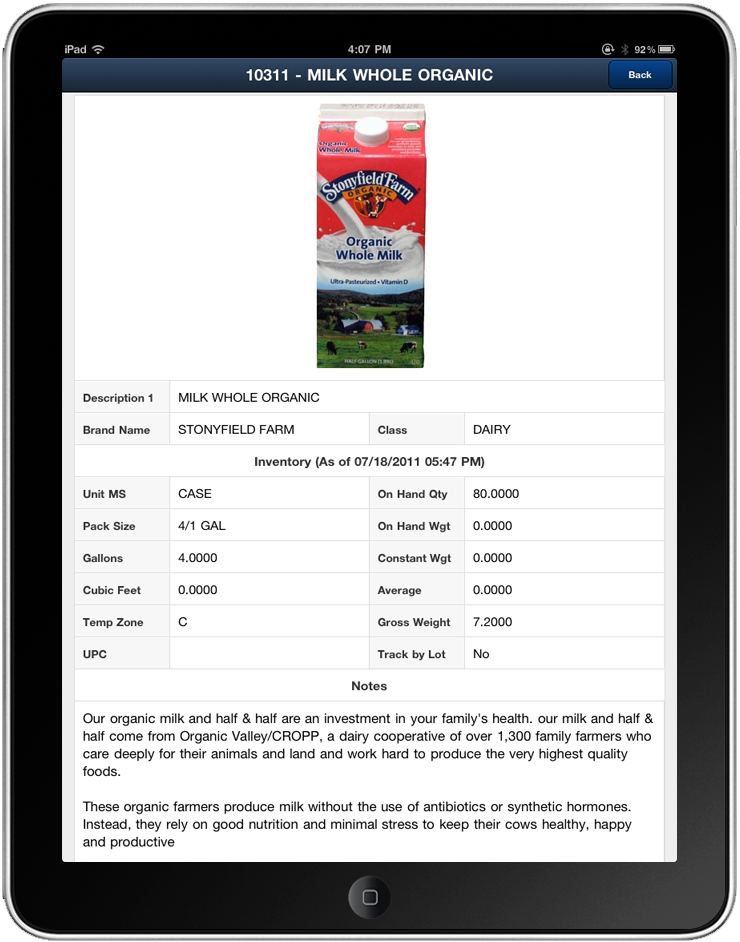 iPad
4:07 PM
92%
10311 - MILK WHOLE ORGANIC
Back
Organic
Whole Milk
Stonyfield Farm
ORGANIC
Organic
Whole Milk
Ultra-Pasteurized • Vitamin D
HALF GALLON
Description 1 MILK WHOLE ORGANIC
Brand Name STONYFIELD FARM Class DAIRY
Inventory (As of 07/18/2011 05:47 PM)
Unit MS CASE On Hand Qty 80.0000
Pack Size 4/1 GAL On Hand Wgt 0.0000
Gallons 4.0000 Constant Wgt 0.0000
Cubic Feet 0.0000 Average 0.0000
Temp Zone C Gross Weight 7.2000
UPC Track by Lot No
Notes
Our organic milk and half & half are an investment in your family's health. our milk and half &
half come from Organic Valley/CROPP, a dairy cooperative of over 1,300 family farmers who
care deeply for their animals and land and work hard to produce the very highest quality
foods.
These organic farmers produce milk without the use of antibiotics or synthetic hormones.
Instead, they rely on good nutrition and minimal stress to keep their cows healthy, happy
and productive